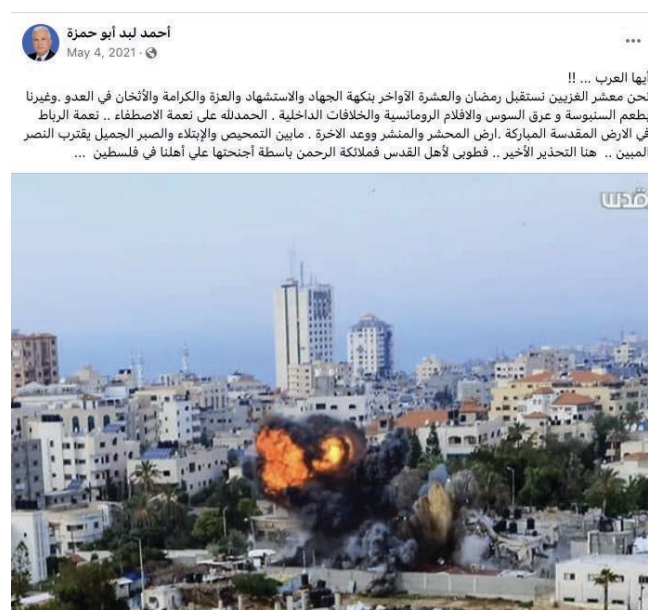 أحمد لبد أبو حمزة
May 4, 2021 ·
أيها العرب ... !!
نحن معشر الغزيين نستقبل رمضان والعشرة الآواخر بنكهة الجهاد والاستشهاد والعزة والكرامة والأثخان في العدو .وغيرنا
بطعم السنبوسة و عرق السوس والافلام الرومانسية والخلافات الداخلية . الحمدلله على نعمة الاصطفاء .. نعمة الرباط
في الارض المقدسة المباركة .ارض المحشر والمنشر ووعد الاخرة . مابين التمحيص والإبتلاء والصبر الجميل يقترب النصر
المبين .. هنا التحذير الأخير .. فطوبى لأهل القدس فملائكة الرحمن باسطة أجنحتها علي أهلنا في فلسطين ...
قدس